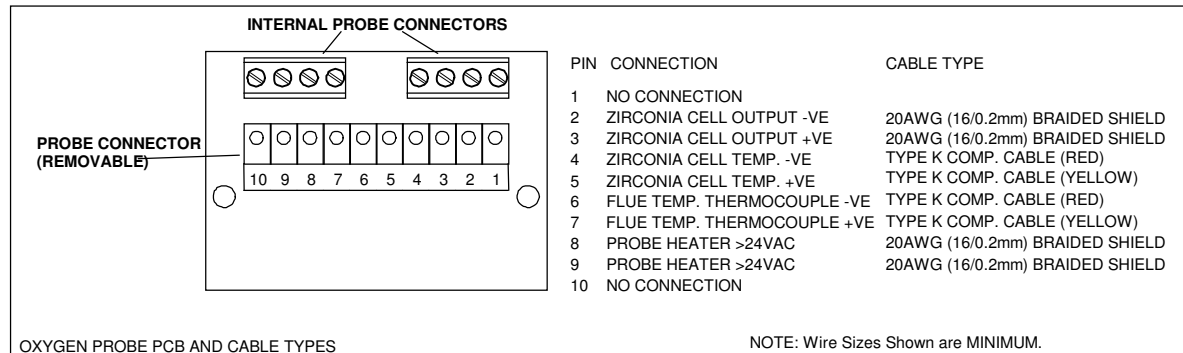 INTERNAL PROBE CONNECTORS
PROBE CONNECTOR
(REMOVABLE)
10 9 8 7 6 5 4 3 2 1
PIN CONNECTION CABLE TYPE
1 NO CONNECTION
2 ZIRCONIA CELL OUTPUT -VE 20AWG (16/0.2mm) BRAIDED SHIELD
3 ZIRCONIA CELL OUTPUT +VE 20AWG (16/0.2mm) BRAIDED SHIELD
4 ZIRCONIA CELL TEMP. -VE TYPE K COMP. CABLE (RED)
5 ZIRCONIA CELL TEMP. +VE TYPE K COMP. CABLE (YELLOW)
6 FLUE TEMP. THERMOCOUPLE -VE TYPE K COMP. CABLE (RED)
7 FLUE TEMP. THERMOCOUPLE +VE TYPE K COMP. CABLE (YELLOW)
8 PROBE HEATER >24VAC 20AWG (16/0.2mm) BRAIDED SHIELD
9 PROBE HEATER >24VAC 20AWG (16/0.2mm) BRAIDED SHIELD
10 NO CONNECTION
OXYGEN PROBE PCB AND CABLE TYPES
NOTE: Wire Sizes Shown are MINIMUM.